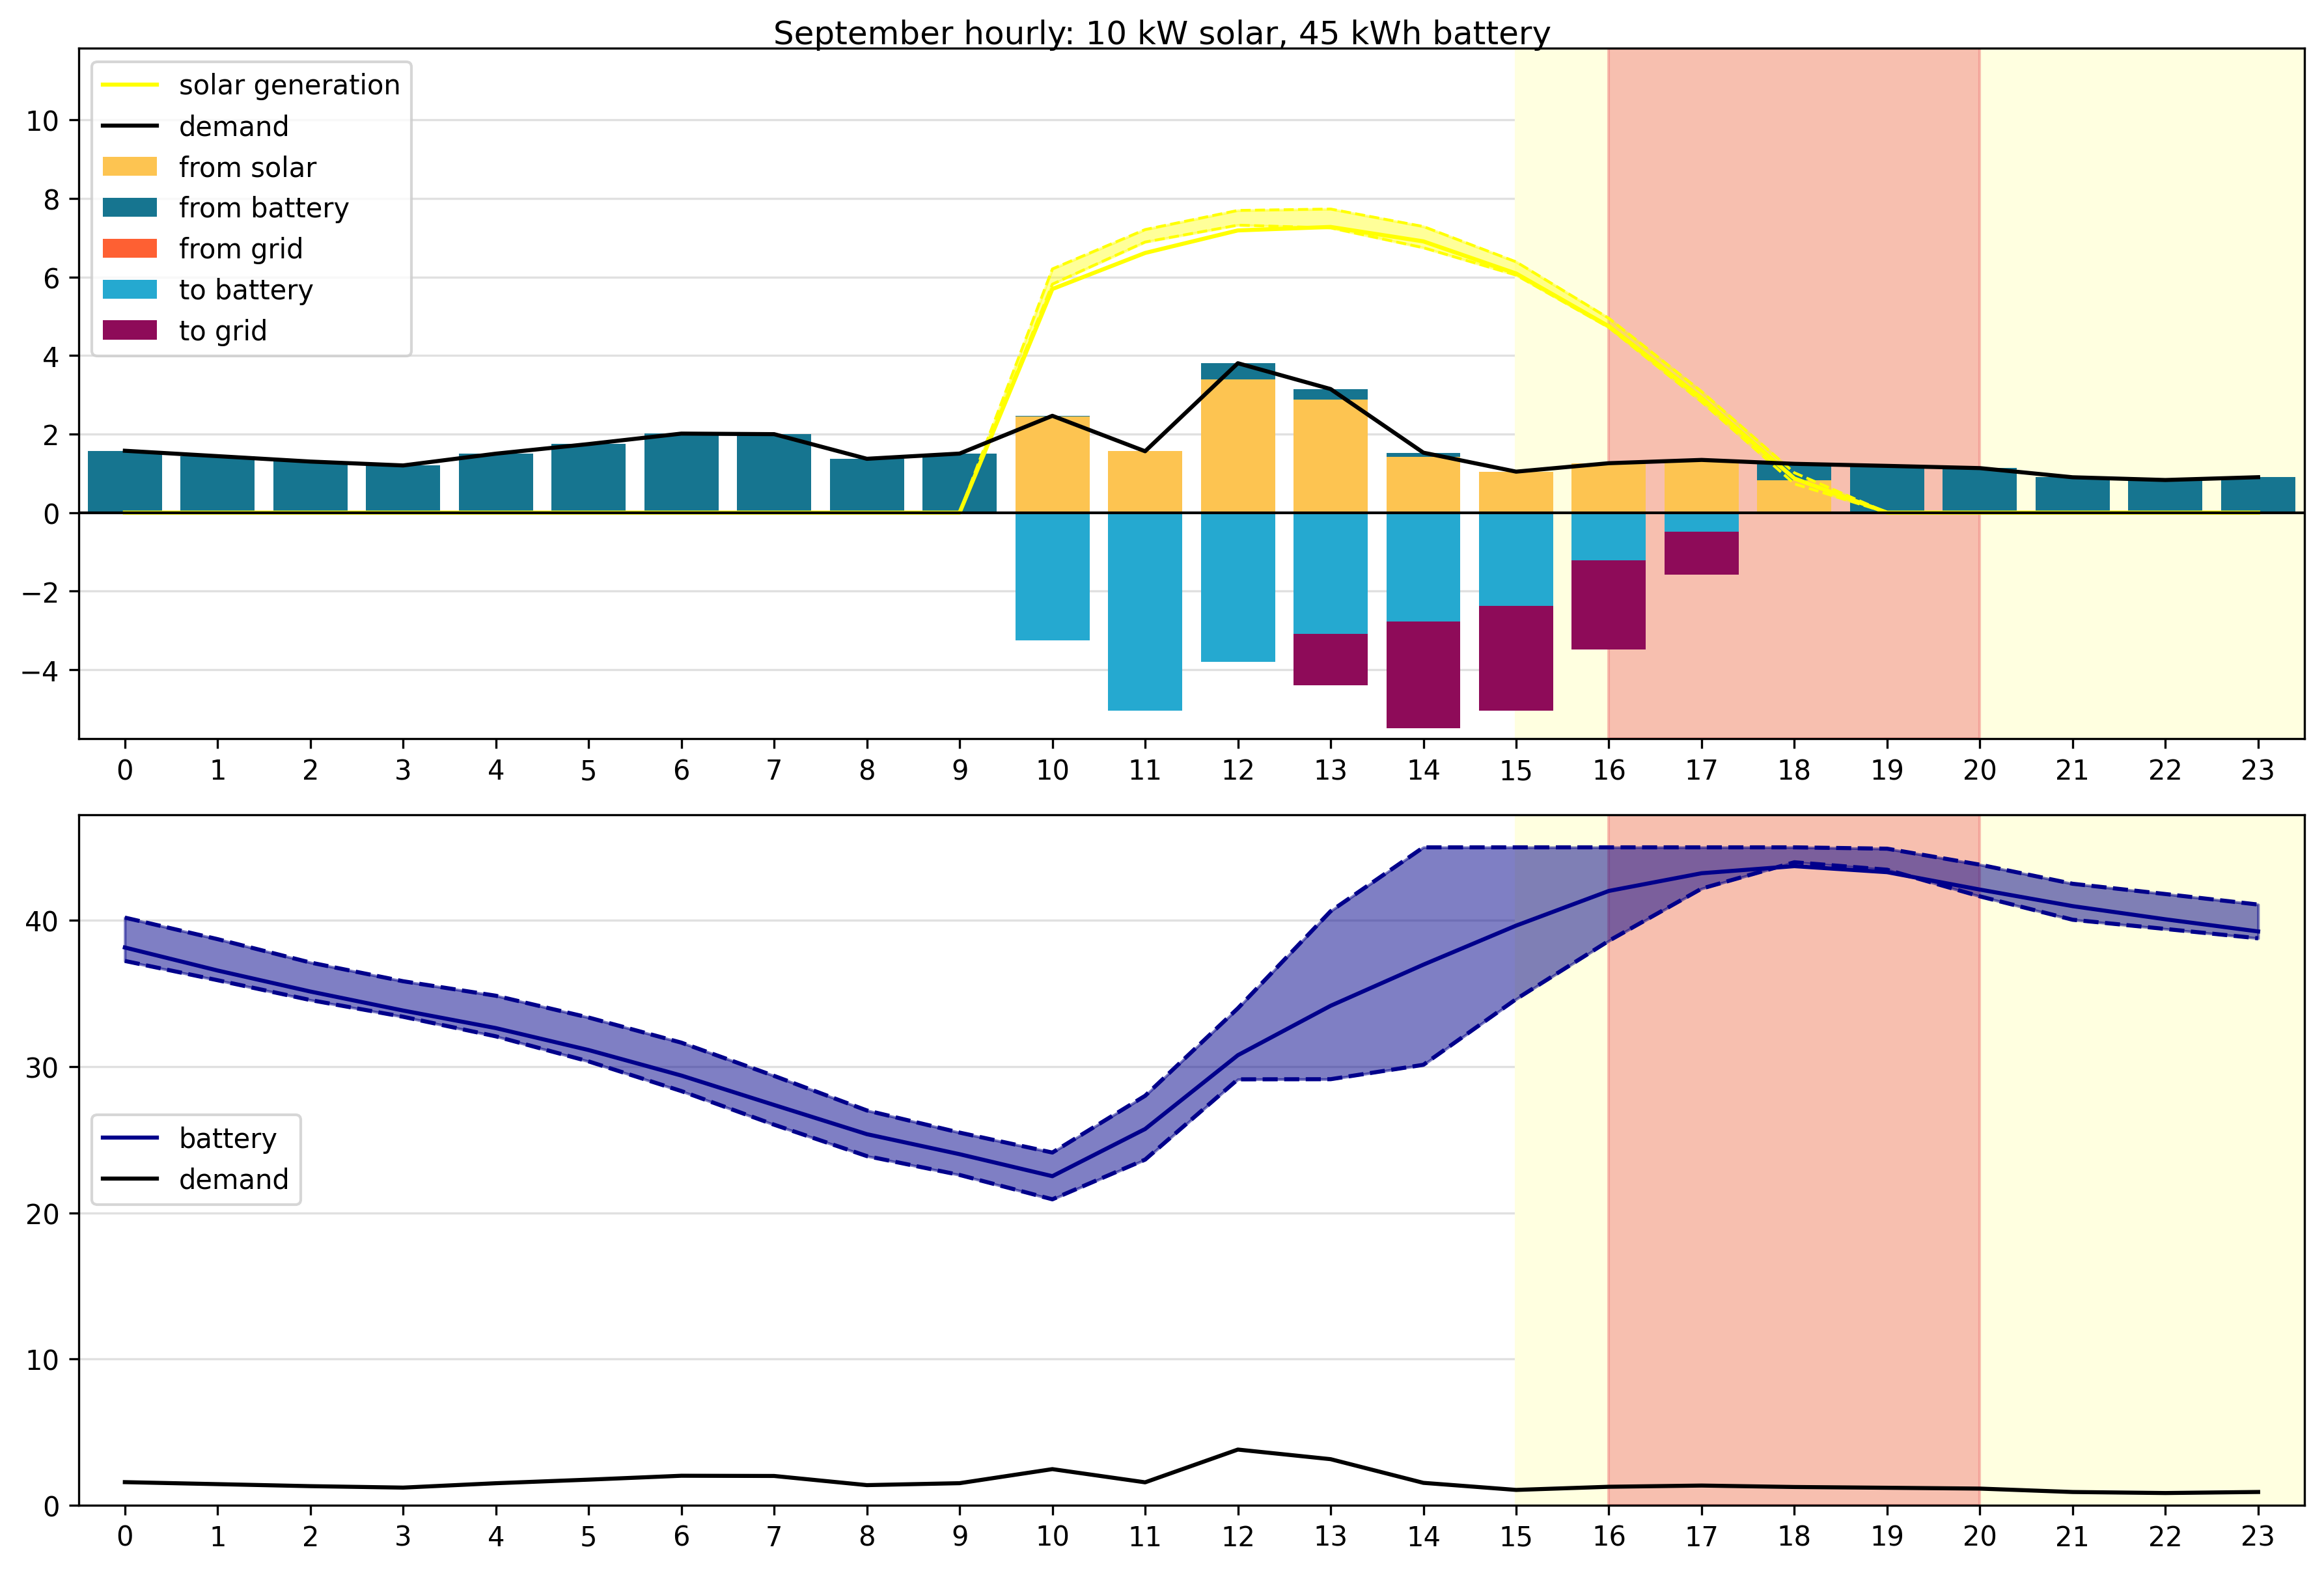 September hourly: 10 kW solar, 45 kWh battery
solar generation
demand
from solar
from battery
from grid
to battery
to grid
10
8
6
4
2
0
−2
−4
0 1 2 3 4 5 6 7 8 9 10 11 12 13 14 15 16 17 18 19 20 21 22 23
40
30
20
10
0
battery
demand
0 1 2 3 4 5 6 7 8 9 10 11 12 13 14 15 16 17 18 19 20 21 22 23